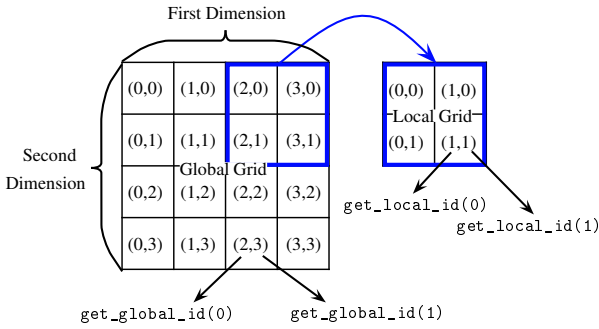 First Dimension
(0,0) (1,0) (2,0) (3,0)
(0,0) (1,0)
Local Grid
(0,1) (1,1) (2,1) (3,1)
(0,1) (1,1)
Second
Dimension
Global Grid
(0,2) (1,2) (2,2) (3,2)
get_local_id(0)
get_local_id(1)
(0,3) (1,3) (2,3) (3,3)
get_global_id(0)
get_global_id(1)